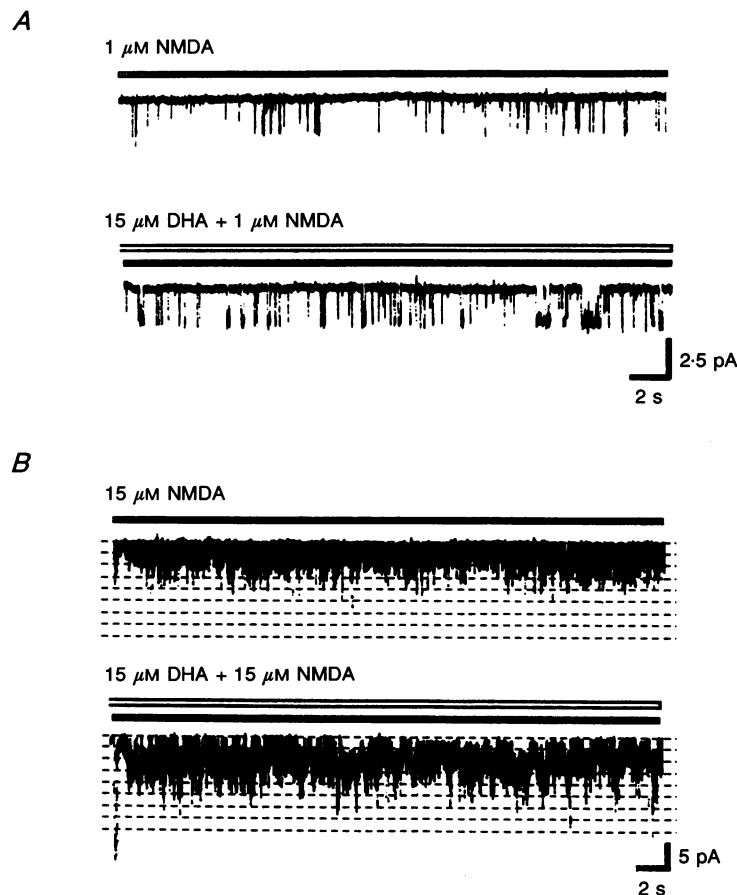 A
1 μM NMDA
15 μM DHA + 1 μM NMDA
2·5 pA
2 s
B
15 μM NMDA
15 μM DHA + 15 μM NMDA
5 pA
2 s